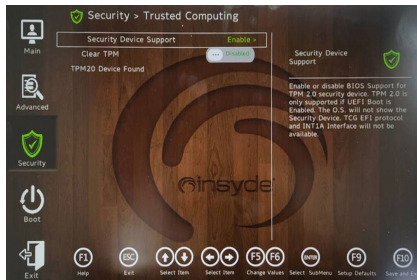 Security > Trusted Computing
Main
Advanced
Security
Boot
Exit
Security Device Support Enable >
Clear TPM Disabled
TPM20 Device Found
Security Device
Support
Enable or disable BIOS Support for
TPM 2.0 security device. TPM 2.0 is
only supported if UEFI Boot is
Enabled. The O.S. will not show the
Security Device. TCG EFI protocol
and INT1A Interface will not be
available.
insyde
F1 ESC F5 F6 ENTER F9 F10
Help Exit Select Item Select Item Change Values Select SubMenu Setup Defaults Save and